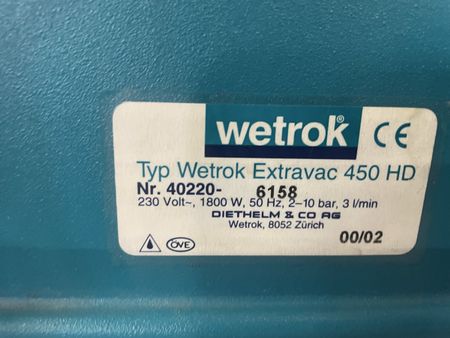 wetrok® CE
Typ Wetrok Extravac 450 HD
Nr. 40220- 6158
230 Volt~, 1800 W, 50 Hz, 2-10 bar, 3 l/min
DIETHELM & CO AG
Wetrok, 8052 Zürich
00/02
ÖVE